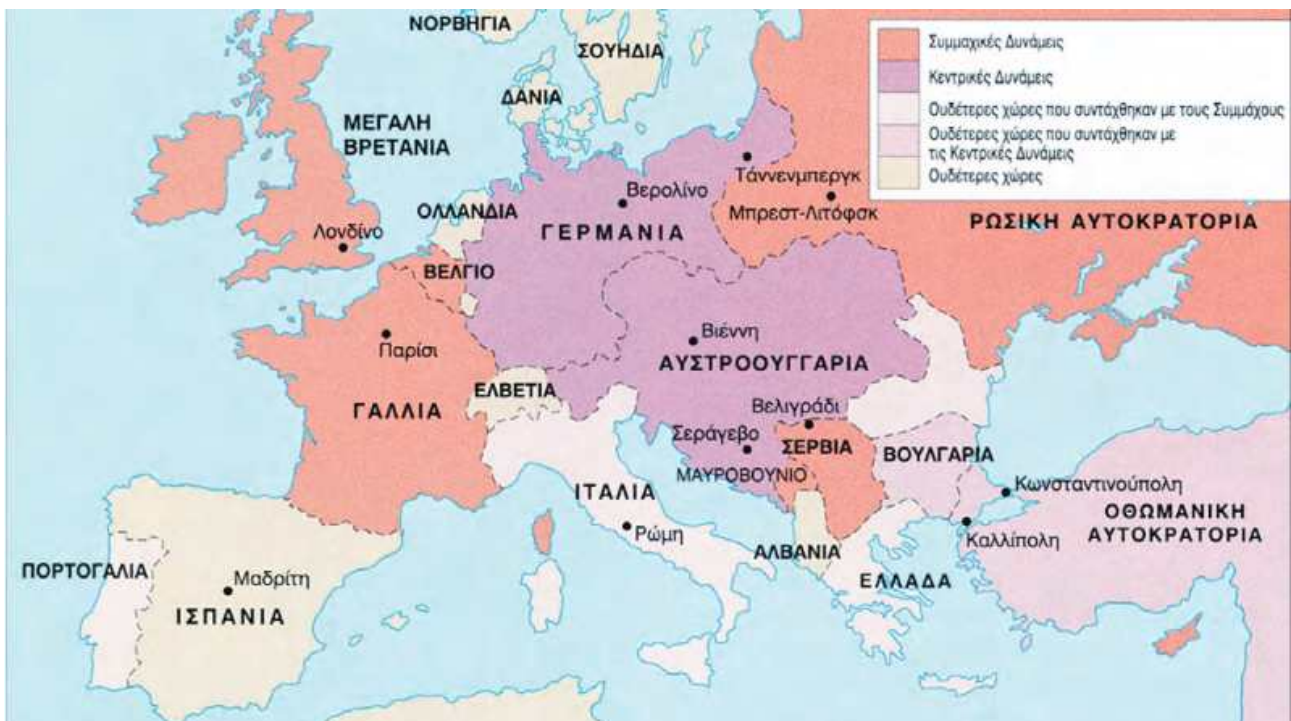 ΝΟΡΒΗΓΙΑ
ΣΟΥΗΔΙΑ
ΔΑΝΙΑ
ΜΕΓΑΛΗ
ΒΡΕΤΑΝΙΑ
Συμμαχικές Δυνάμεις
Κεντρικές Δυνάμεις
Ουδέτερες χώρες που συντάχθηκαν με τους Συμμάχους
Ουδέτερες χώρες που συντάχθηκαν με
τις Κεντρικές Δυνάμεις
Ουδέτερες χώρες
Τάννενμπεργκ
Βερολίνο
Μπρεστ-Λιτόφσκ
ΟΛΛΑΝΔΙΑ
ΡΩΣΙΚΗ ΑΥΤΟΚΡΑΤΟΡΙΑ
Λονδίνο
ΓΕΡΜΑΝΙΑ
ΒΕΛΓΙΟ
Βιέννη
Παρίσι
ΑΥΣΤΡΟΟΥΓΓΑΡΙΑ
ΕΛΒΕΤΙΑ
ΓΑΛΛΙΑ
Βελιγράδι
Σεράγεβο
ΣΕΡΒΙΑ
ΒΟΥΛΓΑΡΙΑ
ΜΑΥΡΟΒΟΥΝΙΟ
ΙΤΑΛΙΑ
Κωνσταντινούπολη
ΟΘΩΜΑΝΙΚΗ
ΑΥΤΟΚΡΑΤΟΡΙΑ
Ρώμη
Καλλίπολη
ΑΛΒΑΝΙΑ
ΠΟΡΤΟΓΑΛΙΑ
Μαδρίτη
ΕΛΛΑΔΑ
ΙΣΠΑΝΙΑ